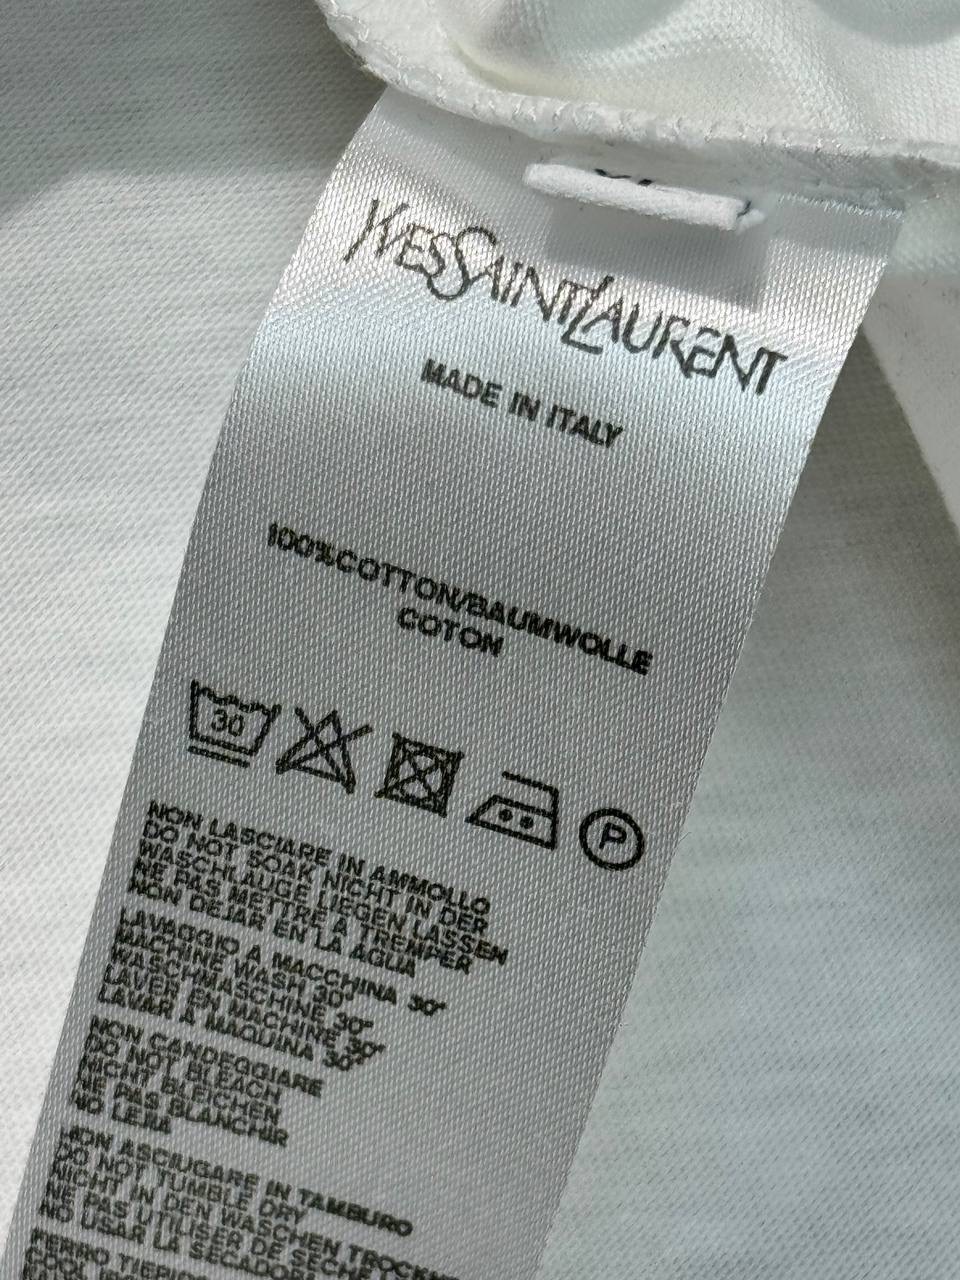 YVESSAINTLAURENT
MADE IN ITALY
100%COTTON/BAUMWOLLE
COTON
30
P
NON LASCIARE IN AMMOLLO
DO NOT SOAK NICHT IN DER
WASCHLAUGE LIEGEN LASSEN
NE PAS METTRE A TREMPER
NON DEJAR EN LA AGUA
LAVAGGIO A MACCHINA 30°
MACHINE WASH 30°
WASCHMASCHINE 30°
LAVER EN MACHINE 30°
LAVAR A MAQUINA 30°
NON CANDEGGIARE
DO NOT BLEACH
NICHT BLEICHEN
NE PAS BLANCHIR
NO LEJIA
NON ASCIUGARE IN TAMBURO
DO NOT TUMBLE DRY
NICHT IN DEN WASCHEN TROCKN
NE PAS UTILISER DE SECHE
NO USAR LA SECADORA
FERRO TIEPIDO
COOL